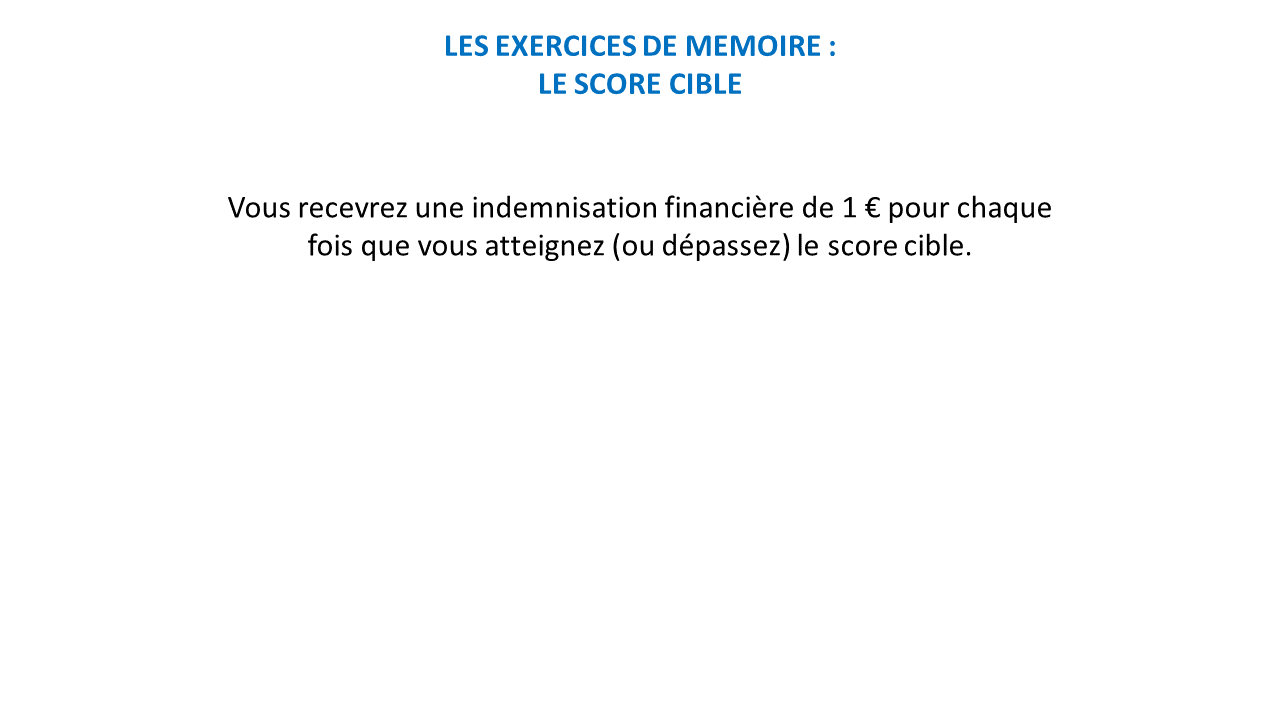 LES EXERCICES DE MEMOIRE :
LE SCORE CIBLE
Vous recevrez une indemnisation financière de 1 € pour chaque
fois que vous atteignez (ou dépassez) le score cible.